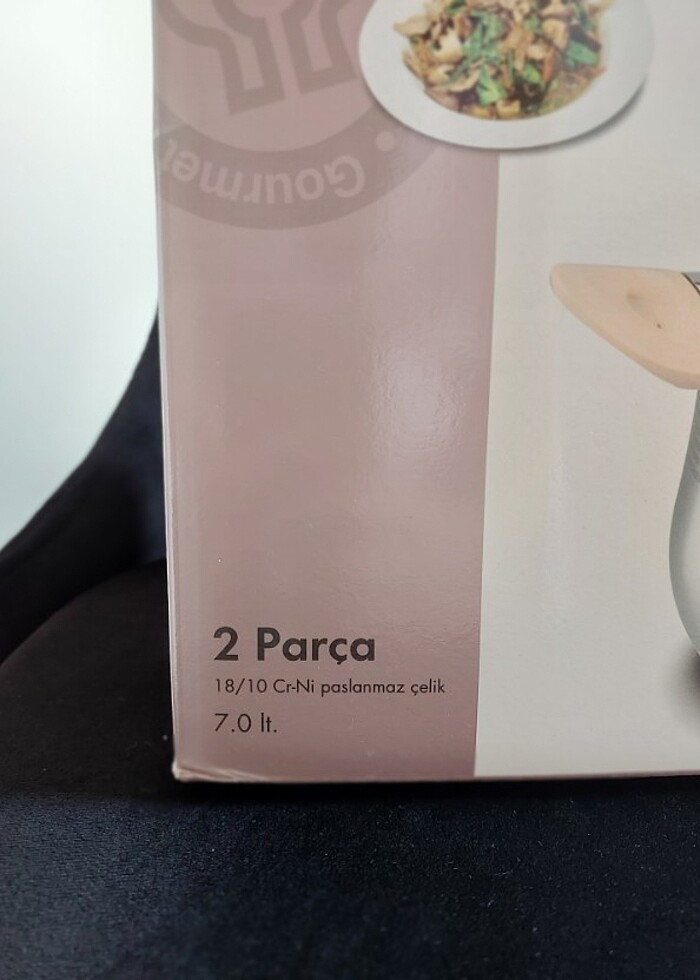 Gourmet
2 Parça
18/10 Cr-Ni paslanmaz çelik
7.0 lt.